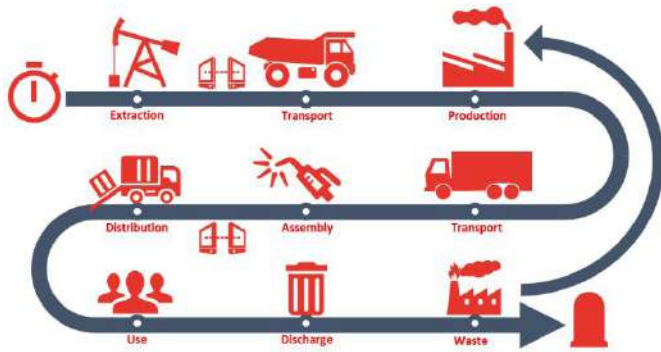 Extraction
Transport
Production
Distribution
Assembly
Transport
Use
Discharge
Waste